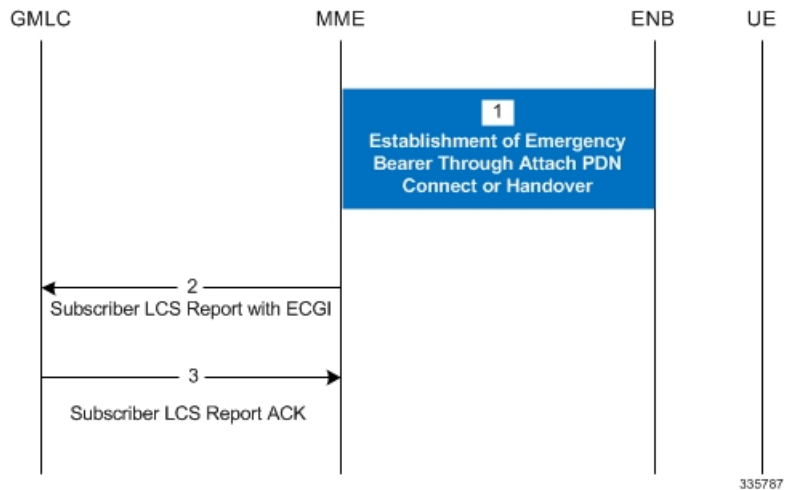 GMLC MME ENB UE
1
Establishment of Emergency
Bearer Through Attach PDN
Connect or Handover
2
Subscriber LCS Report with ECGI
3
Subscriber LCS Report ACK
335787